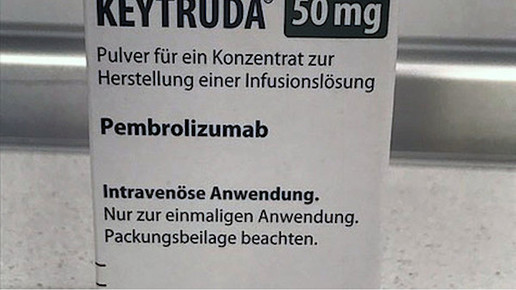 KEYTRUDA® 50 mg
Pulver für ein Konzentrat zur
Herstellung einer Infusionslösung
Pembrolizumab
Intravenöse Anwendung.
Nur zur einmaligen Anwendung.
Packungsbeilage beachten.